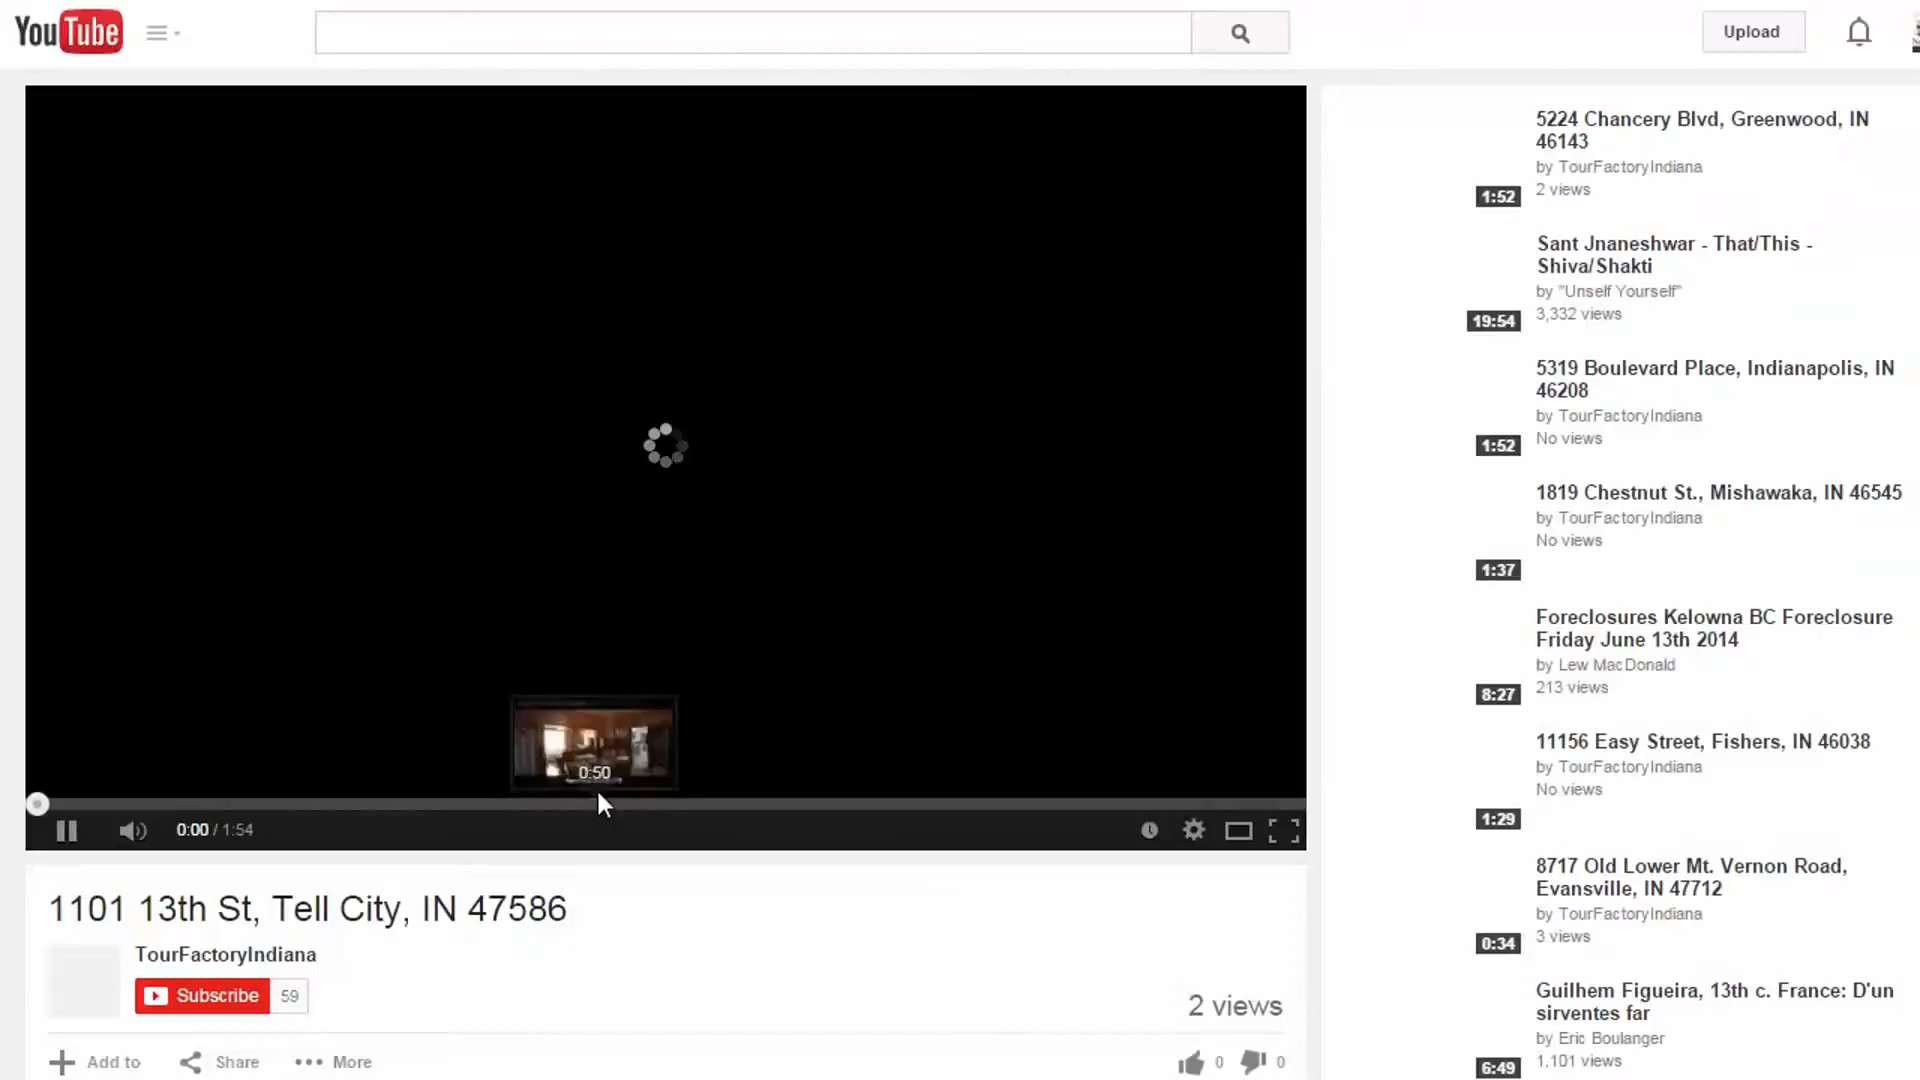 YouTube
Upload
0:50
0:00 / 1:54
1101 13th St, Tell City, IN 47586
TourFactoryIndiana
Subscribe 59
2 views
Add to Share More 0 0
5224 Chancery Blvd, Greenwood, IN
46143
by TourFactoryIndiana
2 views
1:52
Sant Jnaneshwar - That/This -
Shiva/Shakti
by "Unself Yourself"
3,332 views
19:54
5319 Boulevard Place, Indianapolis, IN
46208
by TourFactoryIndiana
No views
1:52
1819 Chestnut St., Mishawaka, IN 46545
by TourFactoryIndiana
No views
1:37
Foreclosures Kelowna BC Foreclosure
Friday June 13th 2014
by Lew MacDonald
213 views
8:27
11156 Easy Street, Fishers, IN 46038
by TourFactoryIndiana
No views
1:29
8717 Old Lower Mt. Vernon Road,
Evansville, IN 47712
by TourFactoryIndiana
3 views
0:34
Guilhem Figueira, 13th c. France: D'un
sirventes far
by Eric Boulanger
1,101 views
6:49